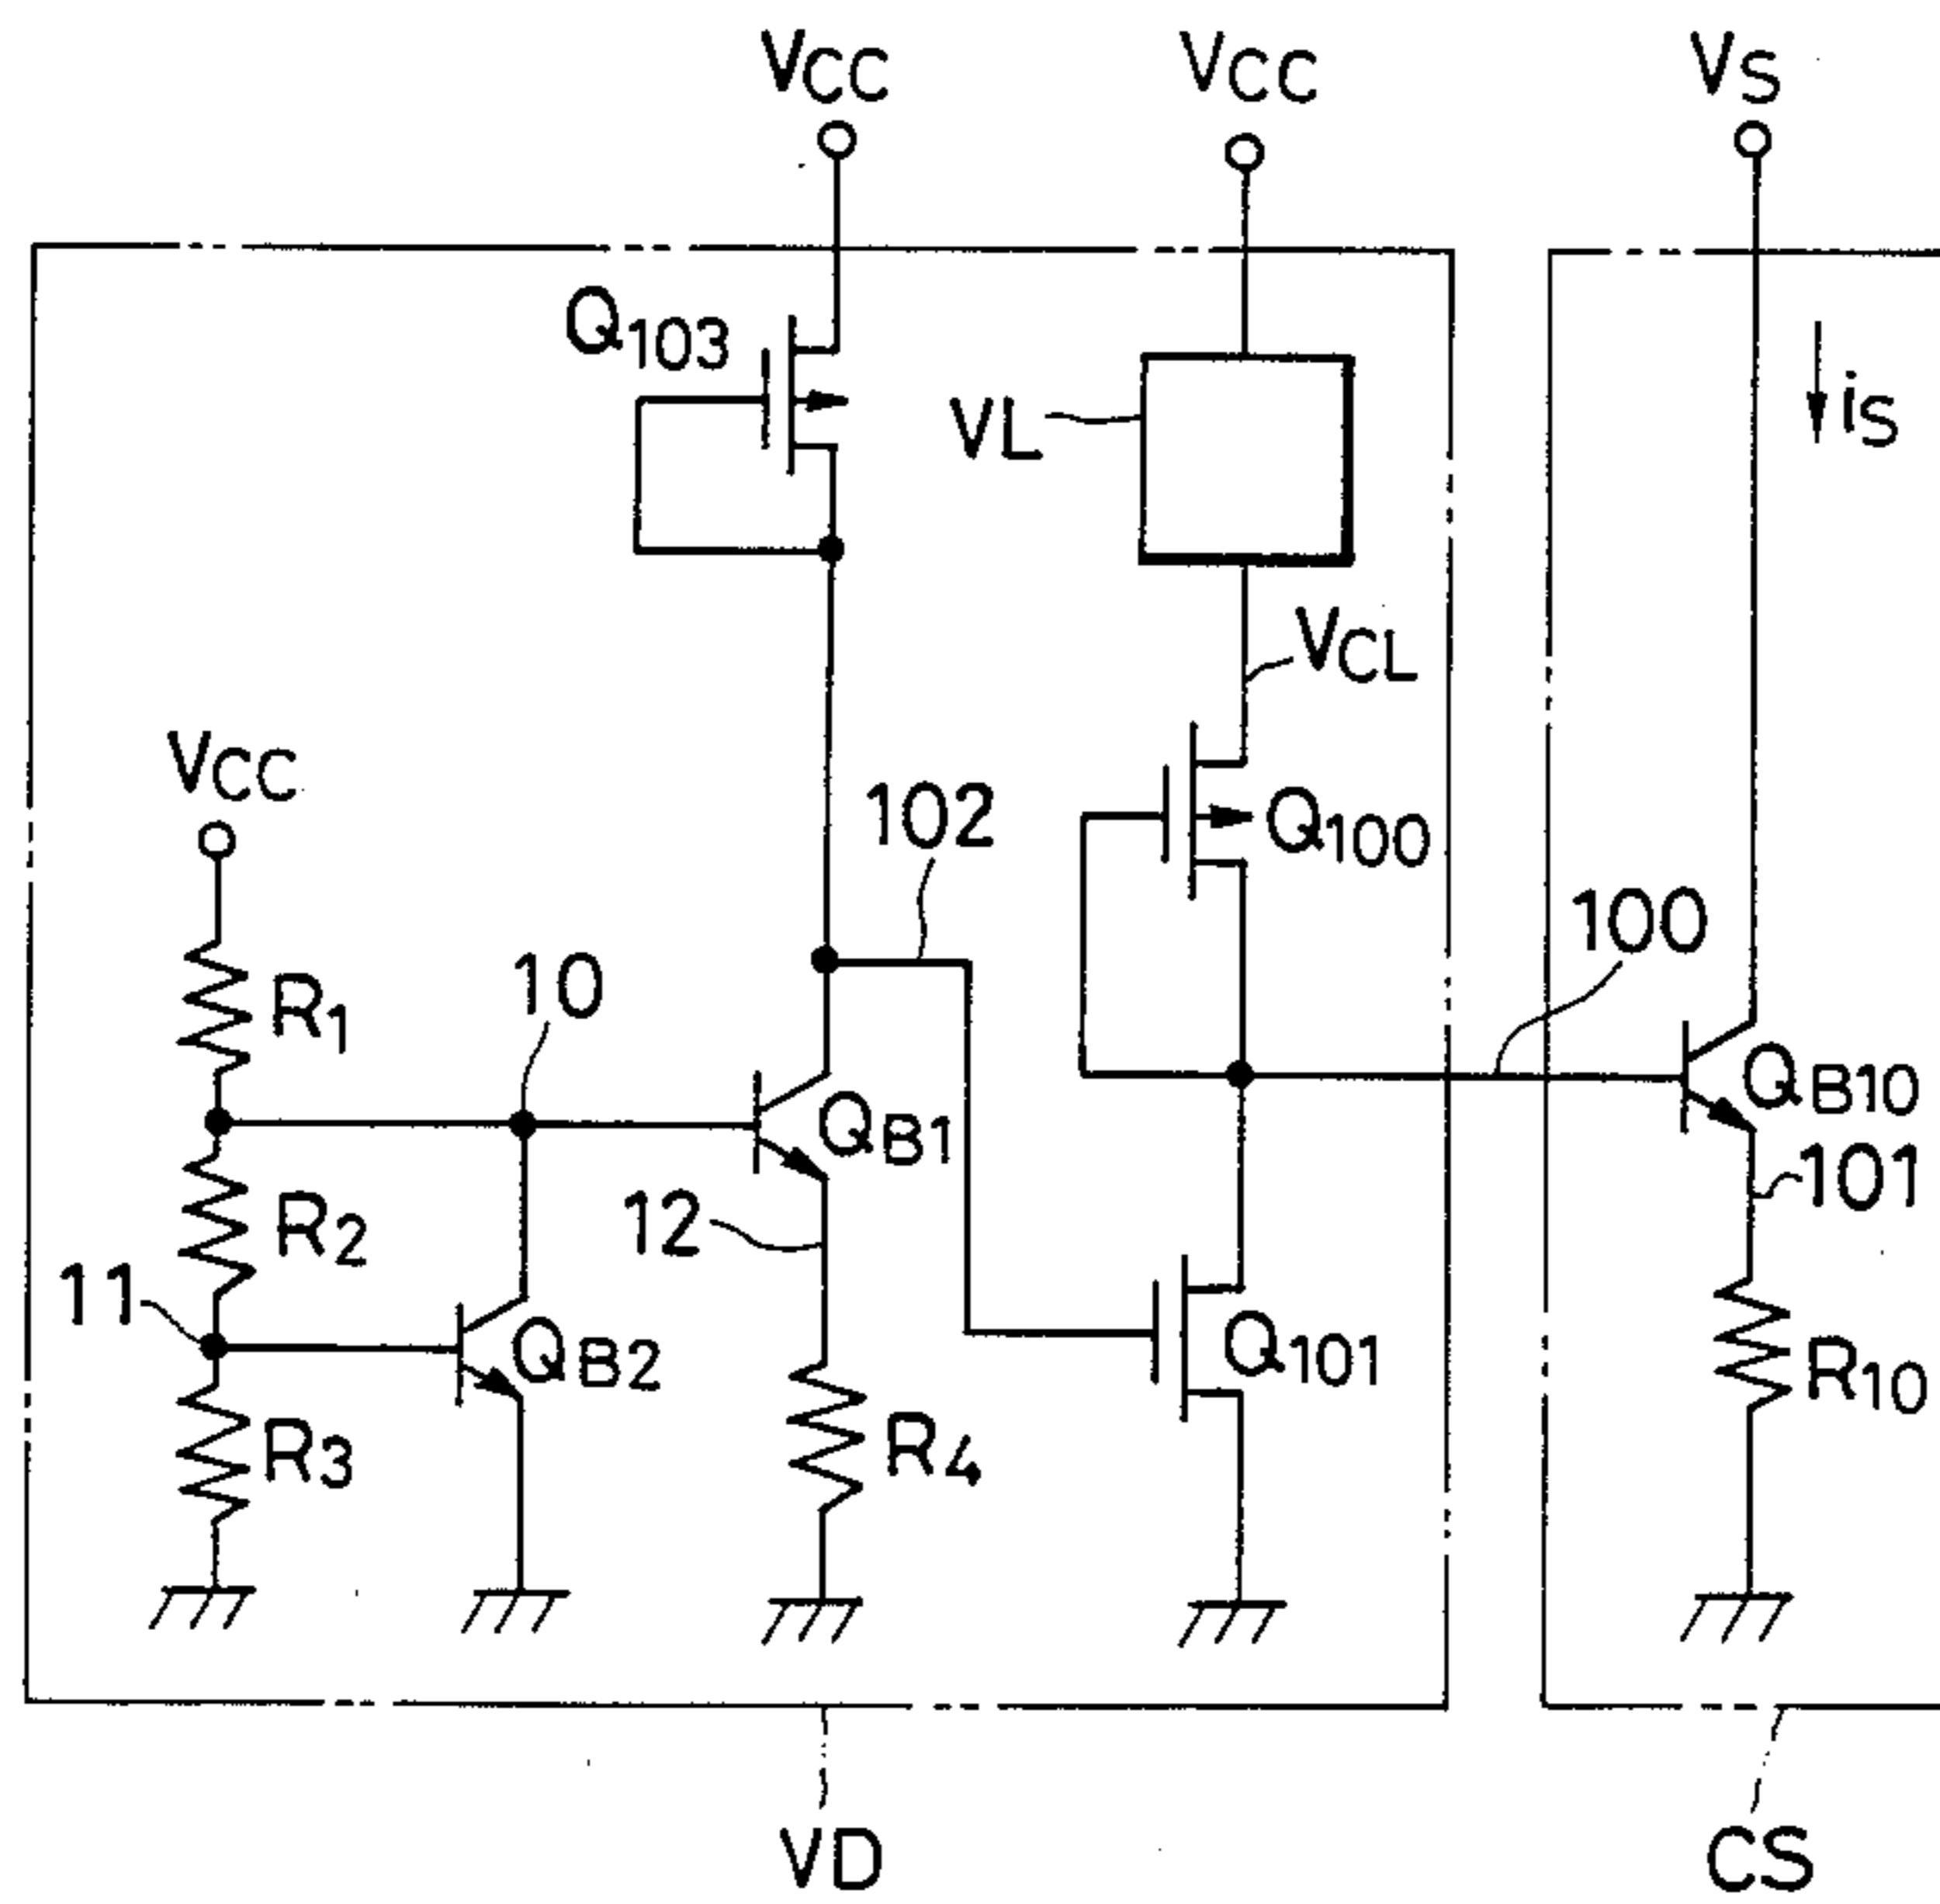 VCC VCC VS
Q103
VL
iS
VCL
VCC
102
Q100
100
10
R1
QB1
QB10
101
12
R2
11
QB2
Q101
R10
R3
R4
VD
CS